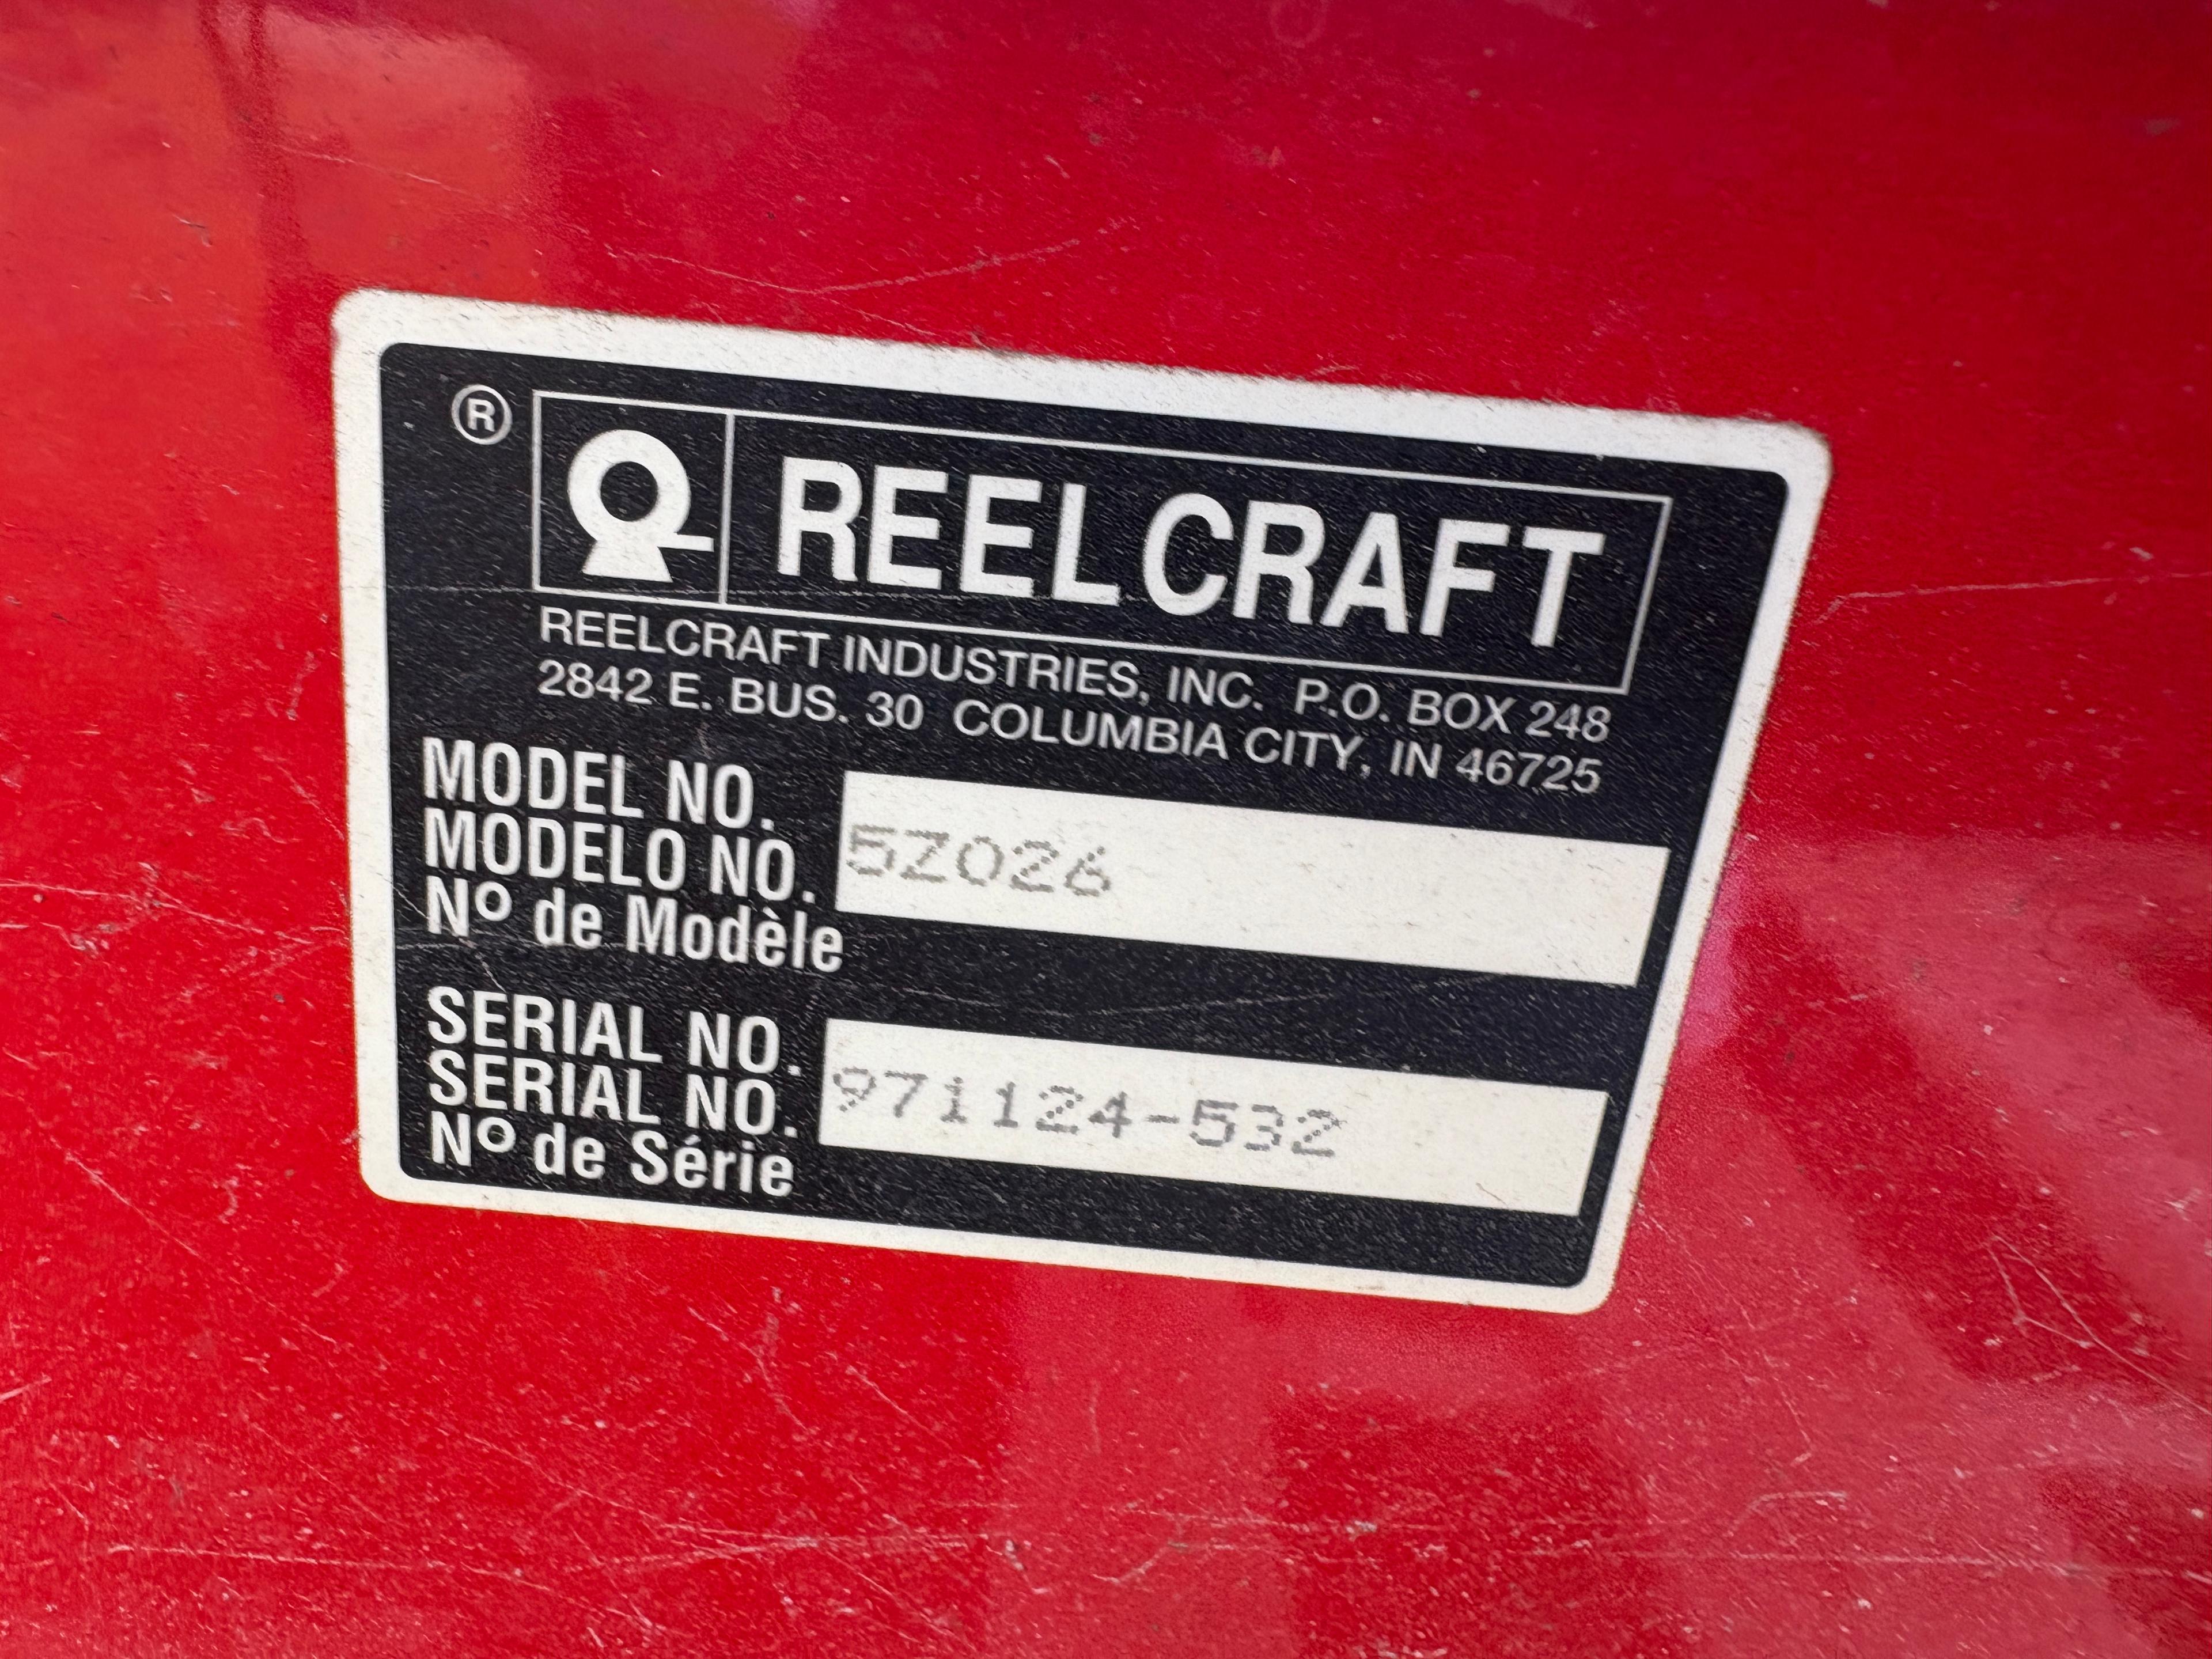 ® REELCRAFT
REELCRAFT INDUSTRIES, INC. P.O. BOX 248
2842 E. BUS. 30 COLUMBIA CITY, IN 46725
MODEL NO.
MODELO NO. 5Z026
Nº de Modèle
SERIAL NO.
SERIAL NO. 971124-532
Nº de Série